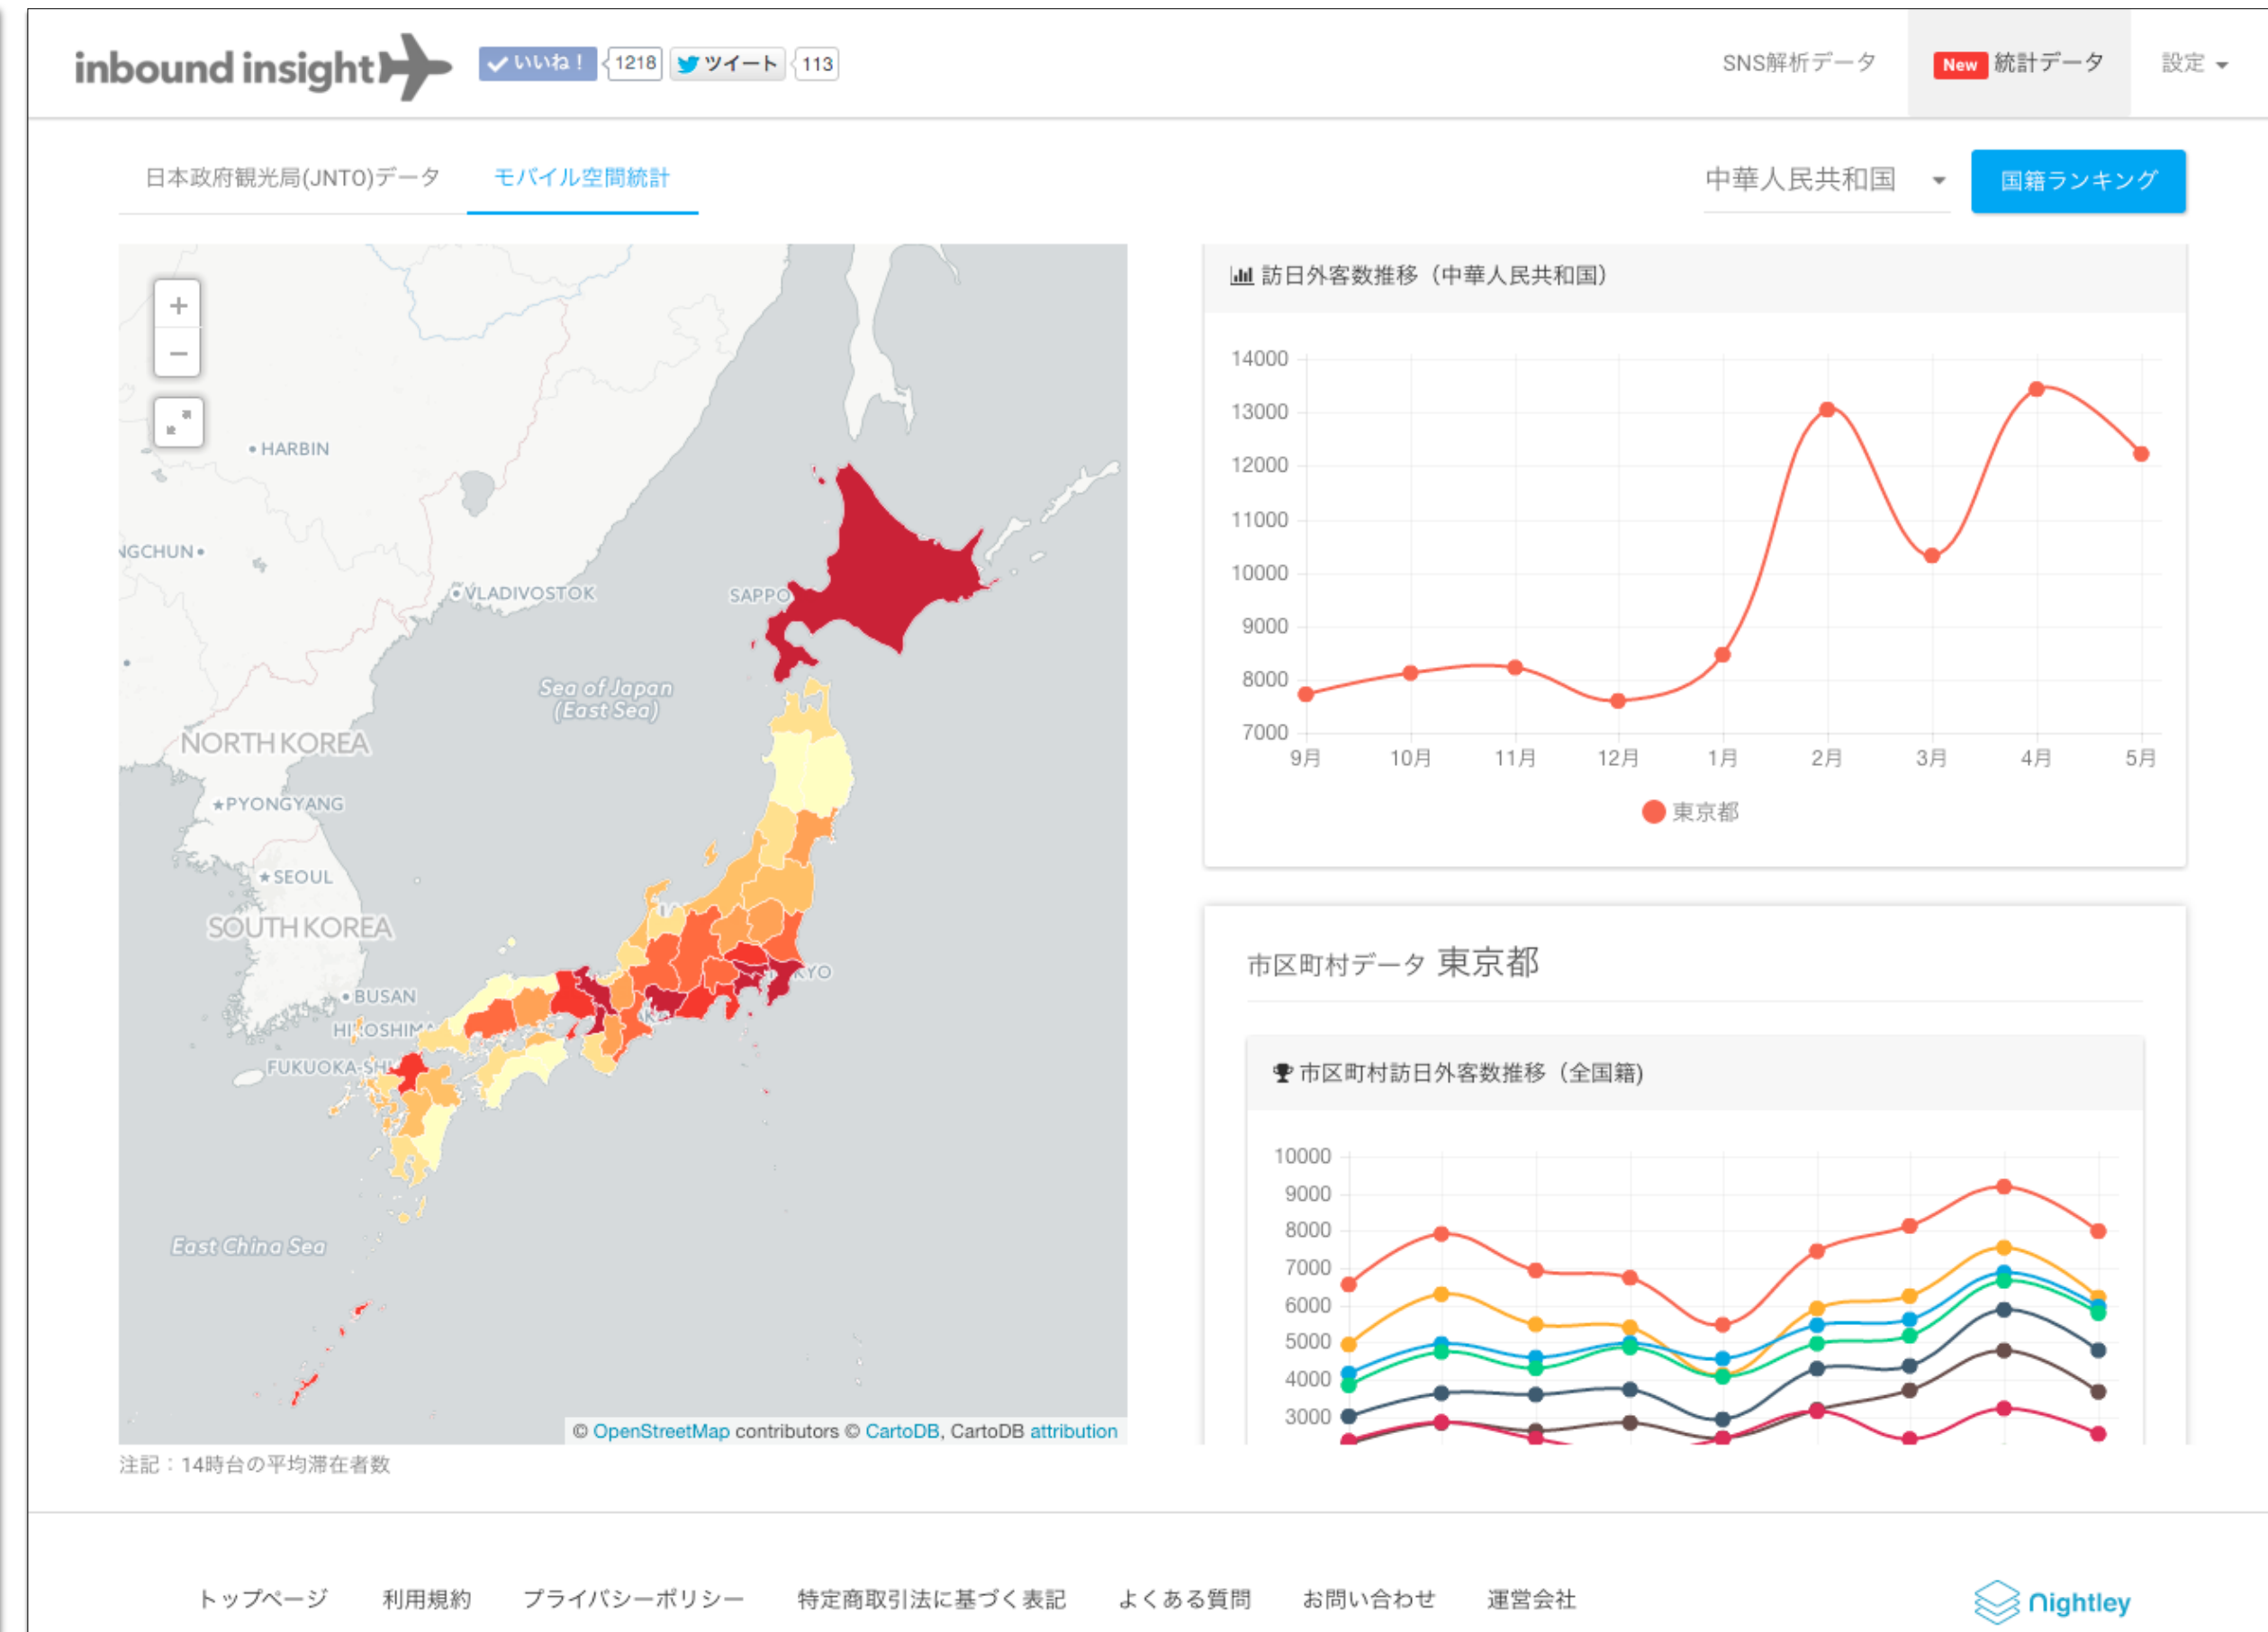 inbound insight
いいね！ 1218 ツイート 113
SNS解析データ New 統計データ 設定
日本政府観光局(JNTO)データ モバイル空間統計
中華人民共和国 国籍ランキング
+
−
HARBIN
NGCHUN
VLADIVOSTOK
SAPPO
Sea of Japan
(East Sea)
NORTH KOREA
PYONGYANG
SEOUL
SOUTH KOREA
KYO
BUSAN
HIROSHIMA
FUKUOKA-SHI
East China Sea
© OpenStreetMap contributors © CartoDB, CartoDB attribution
注記：14時台の平均滞在者数
訪日外客数推移（中華人民共和国）
14000
13000
12000
11000
10000
9000
8000
7000
9月 10月 11月 12月 1月 2月 3月 4月 5月
東京都
市区町村データ 東京都
市区町村訪日外客数推移（全国籍)
10000
9000
8000
7000
6000
5000
4000
3000
トップページ 利用規約 プライバシーポリシー 特定商取引法に基づく表記 よくある質問 お問い合わせ 運営会社
nightley